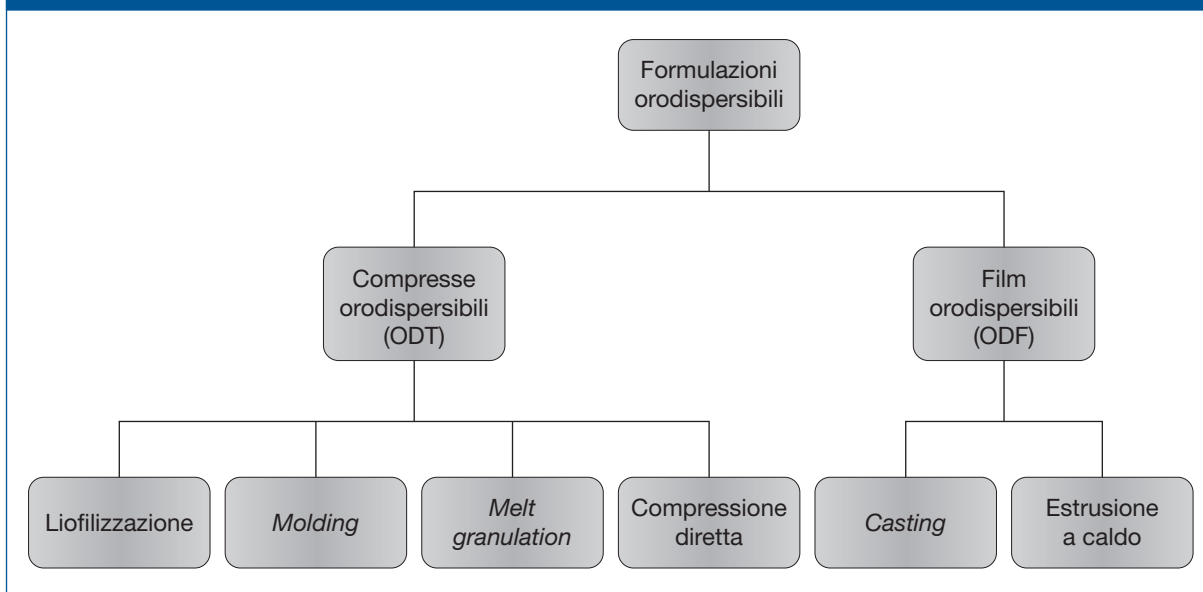 Formulazioni
orodispersibili
Compresse
orodispersibili
(ODT)
Film
orodispersibili
(ODF)
Liofilizzazione
Molding
Melt
granulation
Compressione
diretta
Casting
Estrusione
a caldo